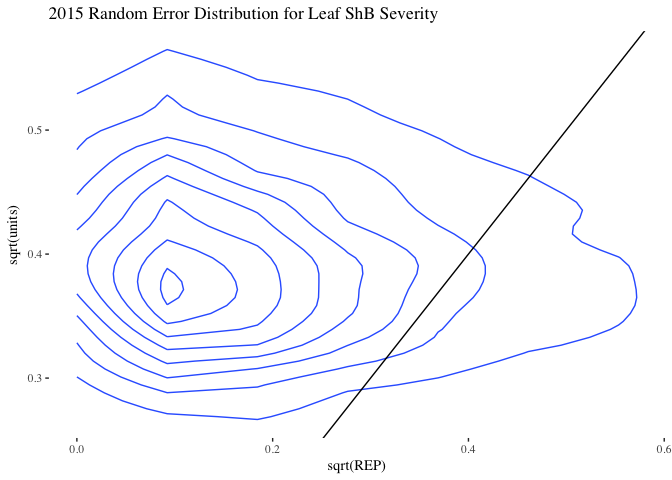 2015 Random Error Distribution for Leaf ShB Severity
sqrt(units)
0.5
0.4
0.3
0.0 0.2 0.4 0.6
sqrt(REP)